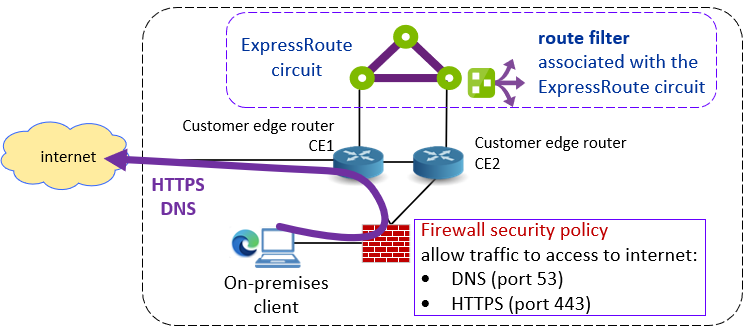 ExpressRoute
circuit
route filter
associated with the
ExpressRoute circuit
Customer edge router
CE1
Customer edge router
CE2
internet
HTTPS
DNS
On-premises
client
Firewall security policy
allow traffic to access to internet:
• DNS (port 53)
• HTTPS (port 443)